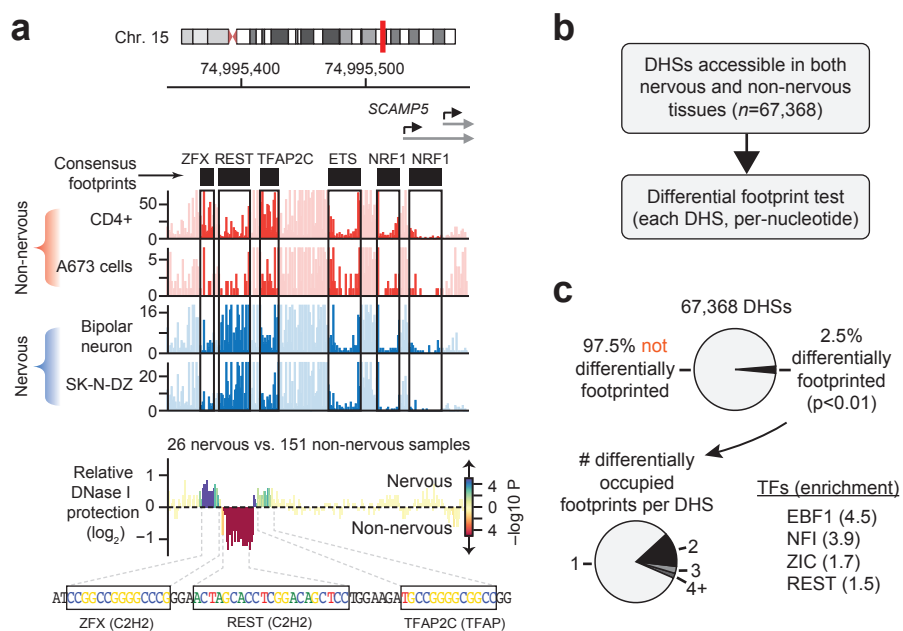 a
Chr. 15
74,995,400
74,995,500
SCAMP5
Consensus
footprints
ZFX REST TFAP2C ETS NRF1 NRF1
Non-nervous
CD4+
50
0
A673 cells
5
0
Nervous
Bipolar
neuron
16
0
SK-N-DZ
20
0
26 nervous vs. 151 non-nervous samples
Relative
DNase I
protection
(log2)
1
0
−1
Nervous
Non-nervous
4
0
4
−log10 P
ATCCGGCCGGGGCCCGGGAACTAGCACCTCGGACAGCTCCTGGAAGATGCCGGGGCGGCCGG
ZFX (C2H2)
REST (C2H2)
TFAP2C (TFAP)
b
DHSs accessible in both
nervous and non-nervous
tissues (n=67,368)
Differential footprint test
(each DHS, per-nucleotide)
c
67,368 DHSs
97.5% not
differentially
footprinted
2.5%
differentially
footprinted
(p<0.01)
# differentially
occupied
footprints per DHS
1
2
3
4+
TFs (enrichment)
EBF1 (4.5)
NFI (3.9)
ZIC (1.7)
REST (1.5)